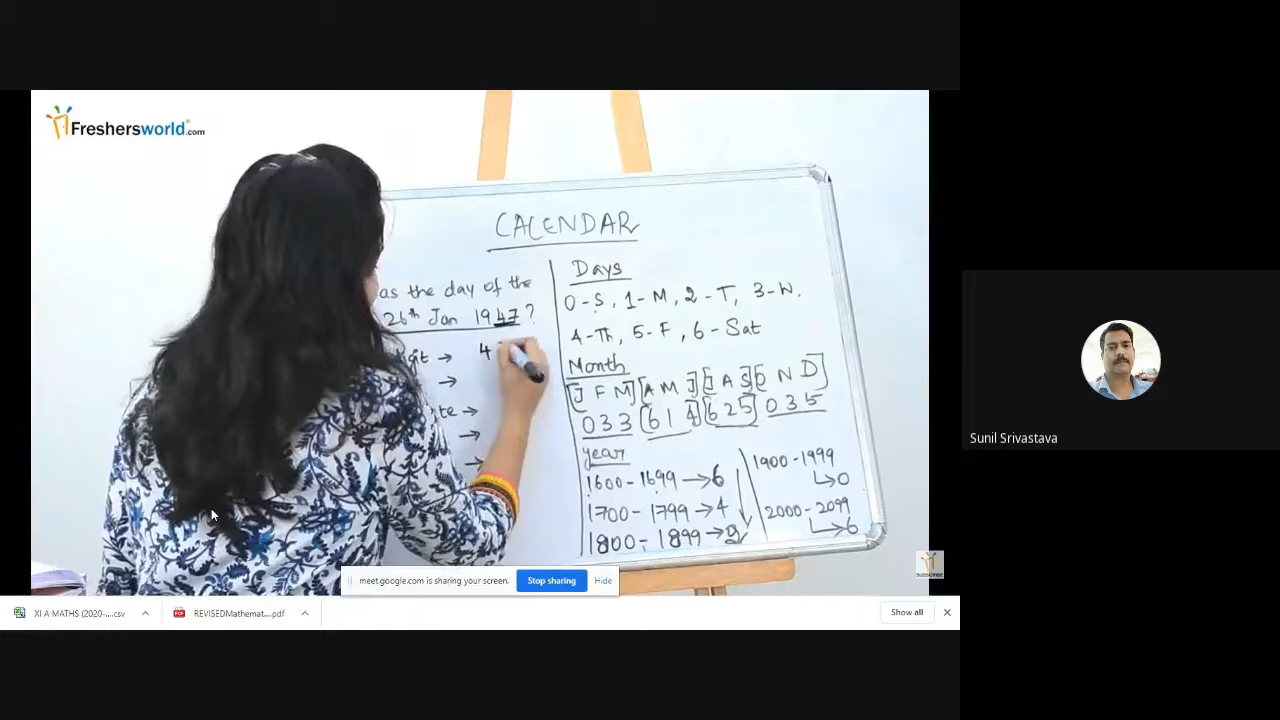 Freshersworld.com
CALENDAR
as the day of the
26th Jan 1947?
→ 4
→
te →
→
→
Days
0-S, 1-M, 2-T, 3-W.
4-Th, 5-F, 6-Sat
Month
[J F M] [A M J] [J A S] [O N D]
0 3 3 [6 1 4] [6 2 5] 0 3 5
year
1600 - 1699 → 6
1700 - 1799 → 4
1800 - 1899 → 2
1900 - 1999
↳ 0
2000 - 2099
↳ 6
SUBSCRIBE
meet.google.com is sharing your screen.
Stop sharing
Hide
XI A MATHS (2020-....csv
REVISEDMathemat....pdf
Show all
Sunil Srivastava